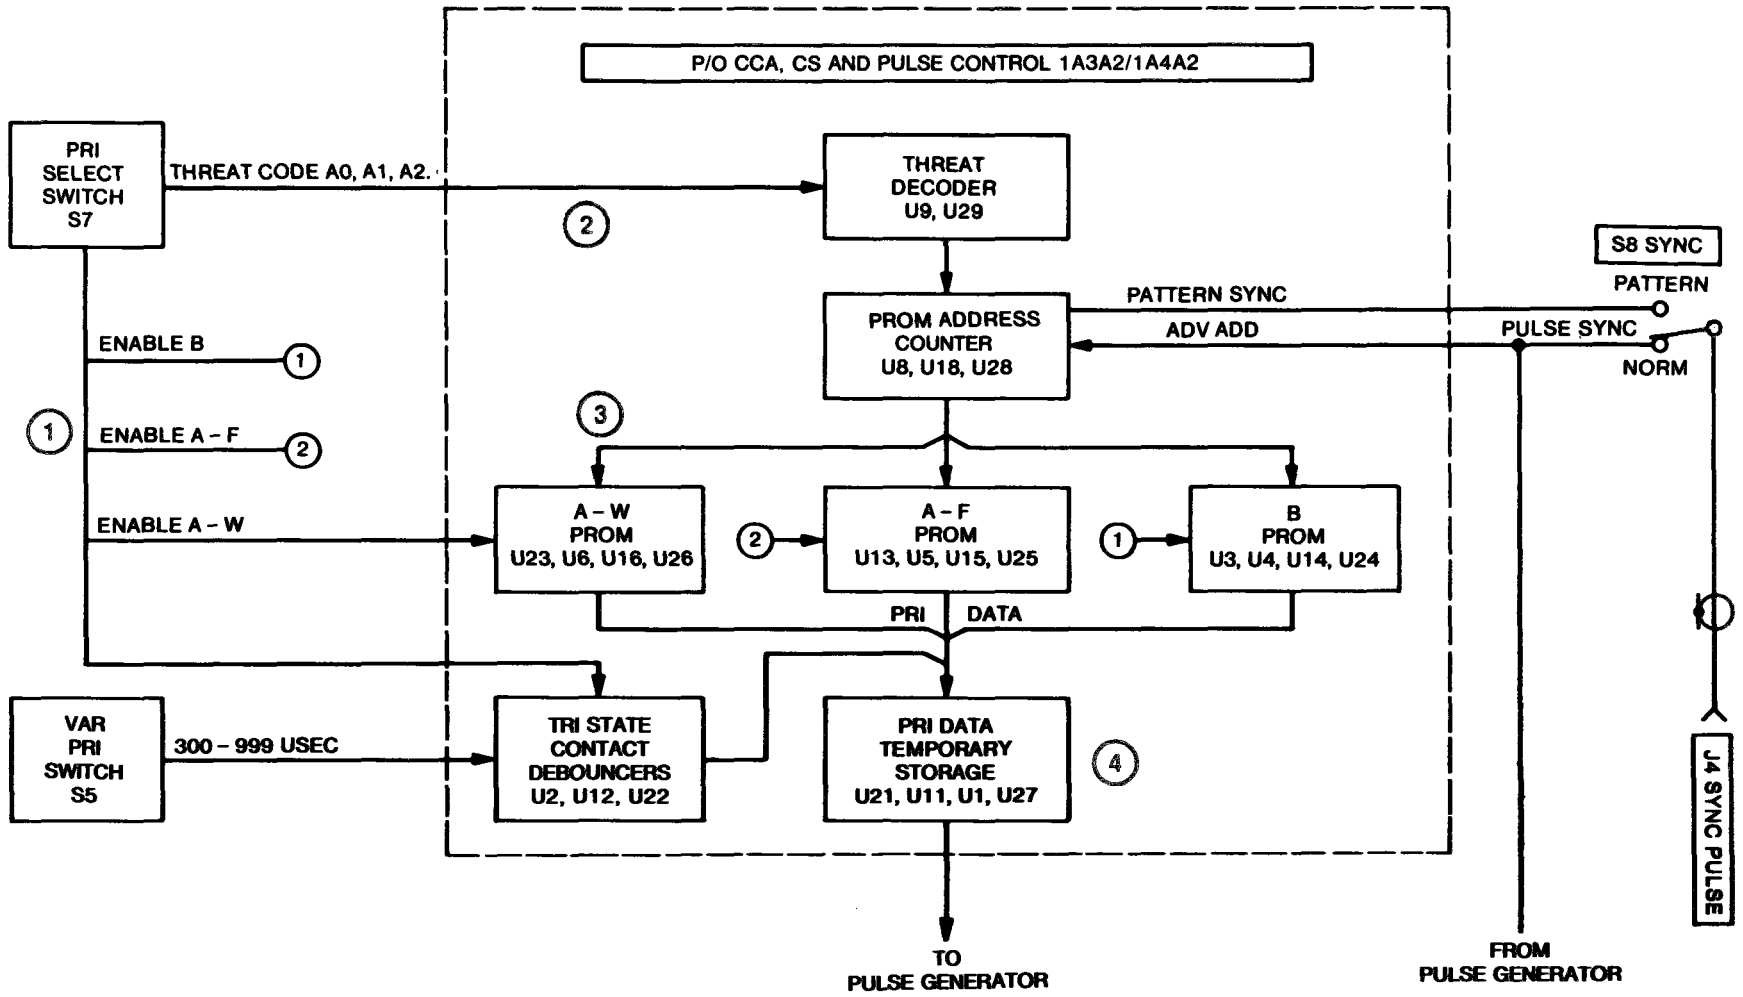 P/O CCA, CS AND PULSE CONTROL 1A3A2/1A4A2
PRI
SELECT
SWITCH
S7
THREAT CODE A0, A1, A2.
2
THREAT
DECODER
U9, U29
S8 SYNC
PATTERN
PATTERN SYNC
PROM ADDRESS
COUNTER
U8, U18, U28
ADV ADD
PULSE SYNC
NORM
ENABLE B
1
1
ENABLE A – F
2
3
ENABLE A – W
A – W
PROM
U23, U6, U16, U26
2
A – F
PROM
U13, U5, U15, U25
1
B
PROM
U3, U4, U14, U24
PRI DATA
VAR
PRI
SWITCH
S5
300 – 999 USEC
TRI STATE
CONTACT
DEBOUNCERS
U2, U12, U22
PRI DATA
TEMPORARY
STORAGE
U21, U11, U1, U27
4
J4 SYNC PULSE
TO
PULSE GENERATOR
FROM
PULSE GENERATOR